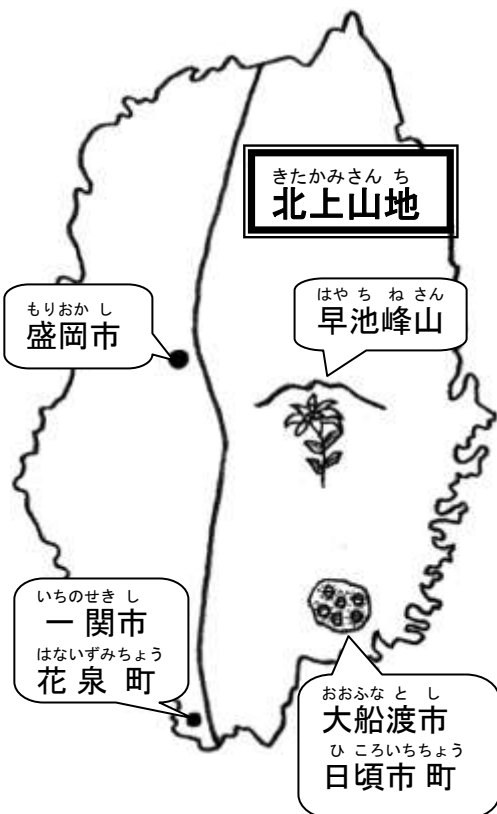 きたかみさんち
北上山地
はやちねさん
早池峰山
もりおかし
盛岡市
いちのせきし
一関市
はないずみちょう
花泉町
おおふなとし
大船渡市
ひころいちちょう
日頃市町